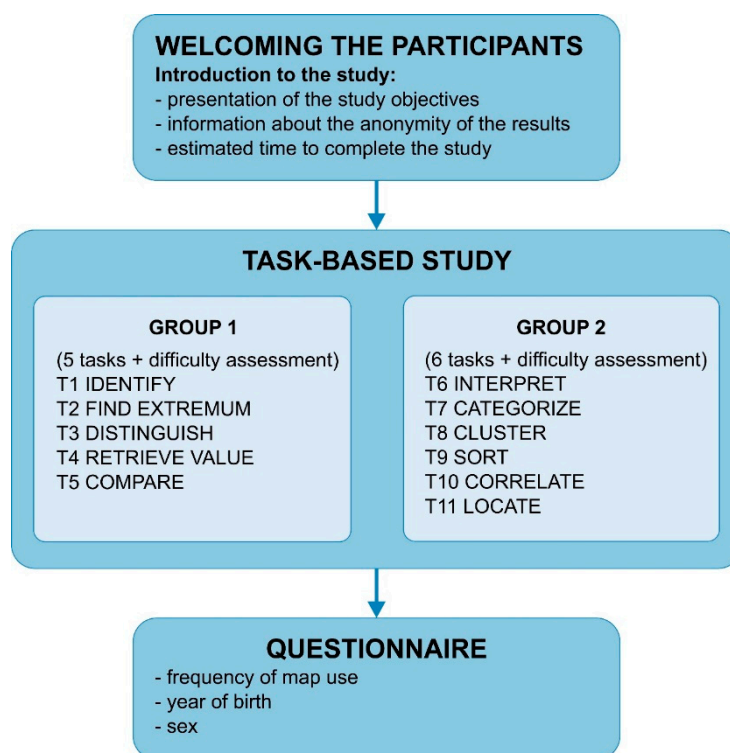 WELCOMING THE PARTICIPANTS
Introduction to the study:
- presentation of the study objectives
- information about the anonymity of the results
- estimated time to complete the study
TASK-BASED STUDY
GROUP 1
(5 tasks + difficulty assessment)
T1 IDENTIFY
T2 FIND EXTREMUM
T3 DISTINGUISH
T4 RETRIEVE VALUE
T5 COMPARE
GROUP 2
(6 tasks + difficulty assessment)
T6 INTERPRET
T7 CATEGORIZE
T8 CLUSTER
T9 SORT
T10 CORRELATE
T11 LOCATE
QUESTIONNAIRE
- frequency of map use
- year of birth
- sex